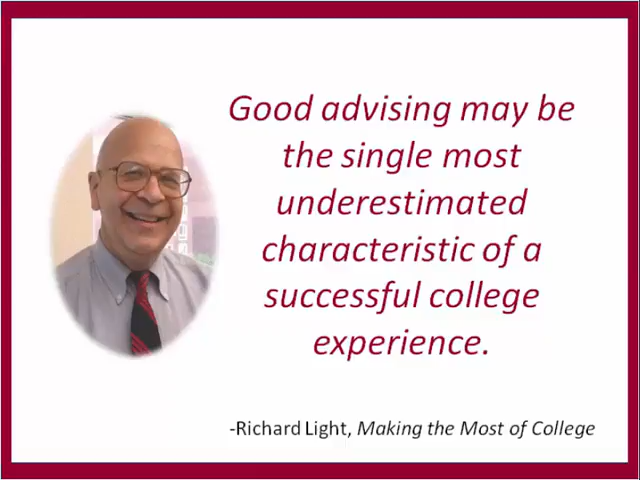 Good advising may be
the single most
underestimated
characteristic of a
successful college
experience.
-Richard Light, Making the Most of College